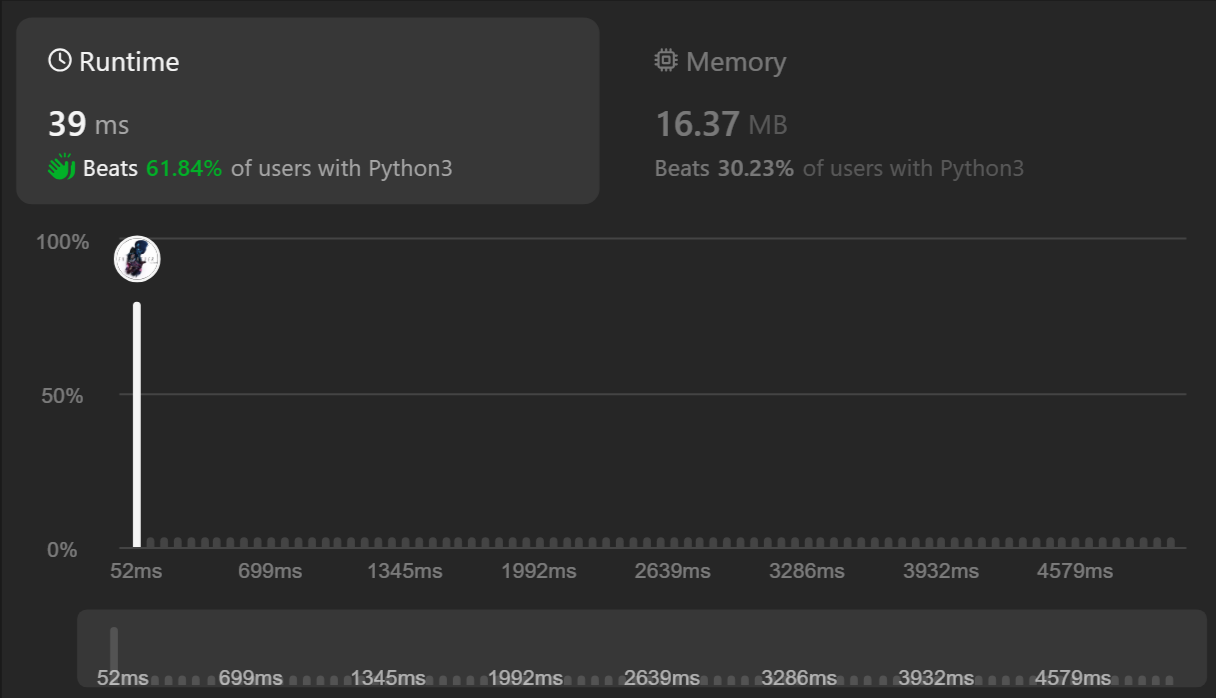 Runtime
39 ms
Beats 61.84% of users with Python3
Memory
16.37 MB
Beats 30.23% of users with Python3
100%
50%
0%
52ms 699ms 1345ms 1992ms 2639ms 3286ms 3932ms 4579ms
52ms 699ms 1345ms 1992ms 2639ms 3286ms 3932ms 4579ms